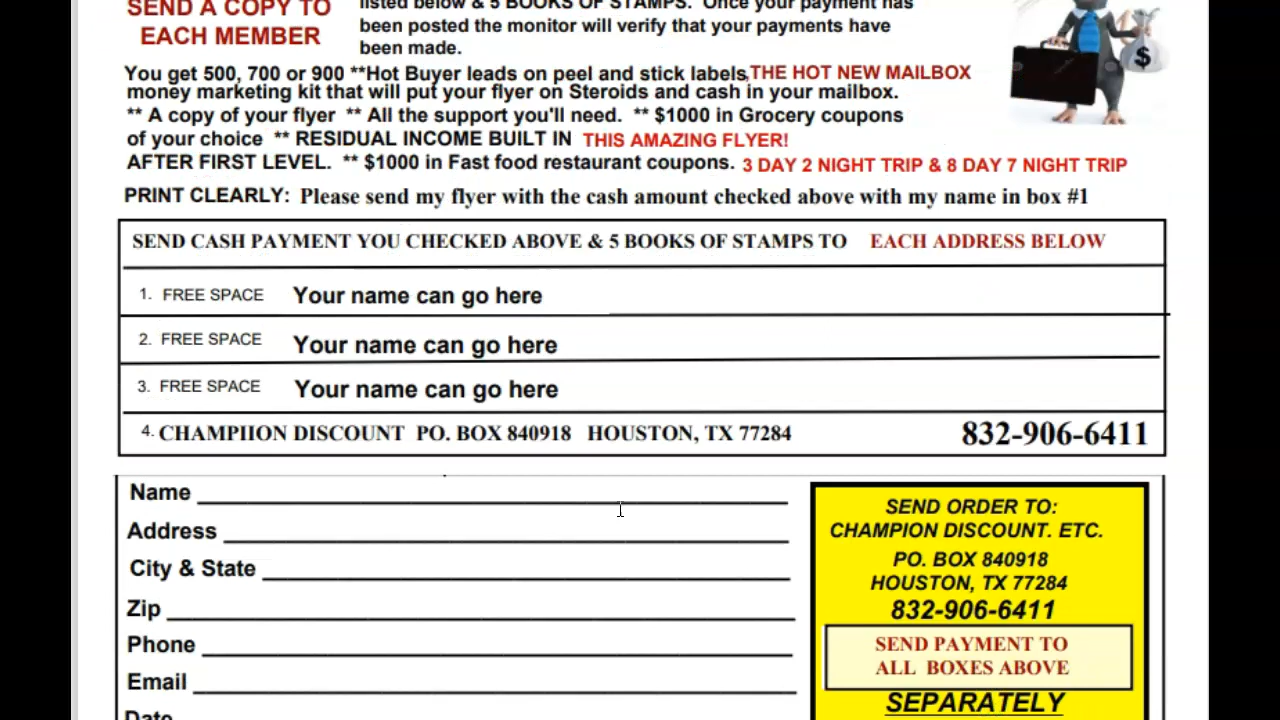 SEND A COPY TO
EACH MEMBER
listed below & 5 BOOKS OF STAMPS. Once your payment has
been posted the monitor will verify that your payments have
been made.
$
You get 500, 700 or 900 **Hot Buyer leads on peel and stick labels, THE HOT NEW MAILBOX
money marketing kit that will put your flyer on Steroids and cash in your mailbox.
** A copy of your flyer ** All the support you'll need. ** $1000 in Grocery coupons
of your choice ** RESIDUAL INCOME BUILT IN THIS AMAZING FLYER!
AFTER FIRST LEVEL. ** $1000 in Fast food restaurant coupons. 3 DAY 2 NIGHT TRIP & 8 DAY 7 NIGHT TRIP
PRINT CLEARLY: Please send my flyer with the cash amount checked above with my name in box #1
SEND CASH PAYMENT YOU CHECKED ABOVE & 5 BOOKS OF STAMPS TO EACH ADDRESS BELOW
1. FREE SPACE Your name can go here
2. FREE SPACE Your name can go here
3. FREE SPACE Your name can go here
4. CHAMPIION DISCOUNT PO. BOX 840918 HOUSTON, TX 77284 832-906-6411
Name
Address
City & State
Zip
Phone
Email
Date
SEND ORDER TO:
CHAMPION DISCOUNT. ETC.
PO. BOX 840918
HOUSTON, TX 77284
832-906-6411
SEND PAYMENT TO
ALL BOXES ABOVE
SEPARATELY